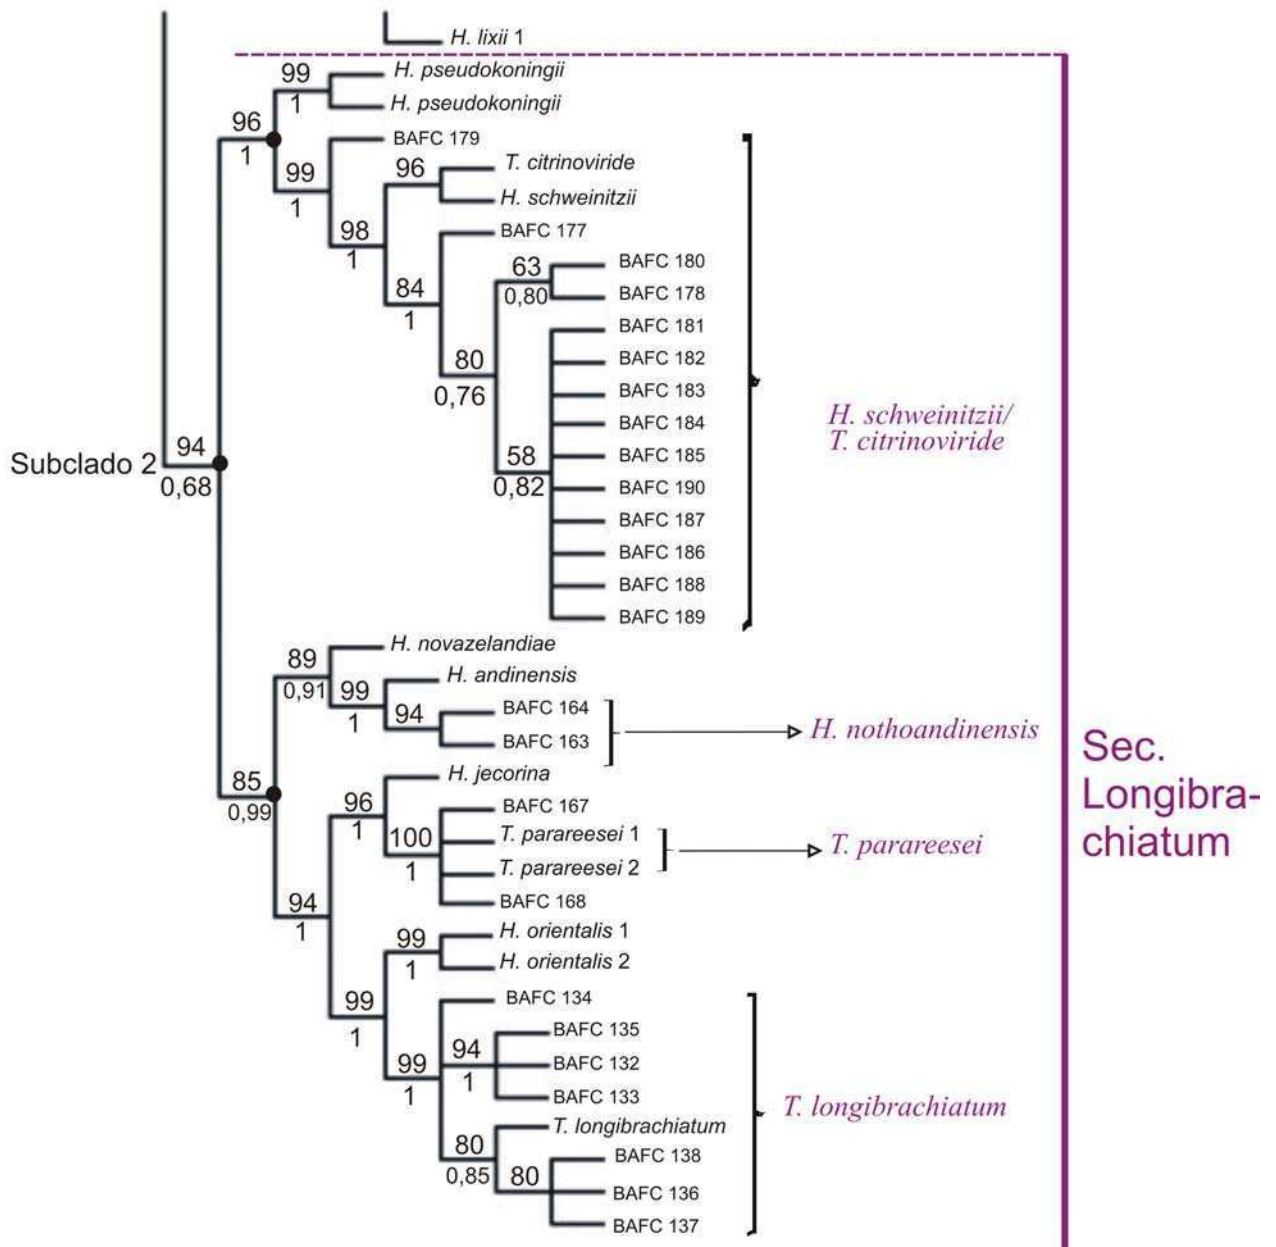 H. lixii 1
99
H. pseudokoningii
1
H. pseudokoningii
96
1
BAFC 179
99
1
96
T. citrinoviride
H. schweinitzii
98
1
BAFC 177
63
0,80
BAFC 180
BAFC 178
84
1
BAFC 181
BAFC 182
80
0,76
BAFC 183
BAFC 184
58
0,82
BAFC 185
BAFC 190
BAFC 187
BAFC 186
BAFC 188
BAFC 189
H. schweinitzii/
T. citrinoviride
Subclado 2
94
0,68
H. novazelandiae
89
0,91
H. andinensis
99
1
94
BAFC 164
BAFC 163
H. nothoandinensis
85
0,99
H. jecorina
96
1
BAFC 167
100
1
T. parareesei 1
T. parareesei 2
T. parareesei
BAFC 168
94
1
99
1
H. orientalis 1
H. orientalis 2
99
1
BAFC 134
BAFC 135
94
1
BAFC 132
BAFC 133
99
1
T. longibrachiatum
T. longibrachiatum
80
0,85
80
BAFC 138
BAFC 136
BAFC 137
Sec.
Longibra-
chiatum